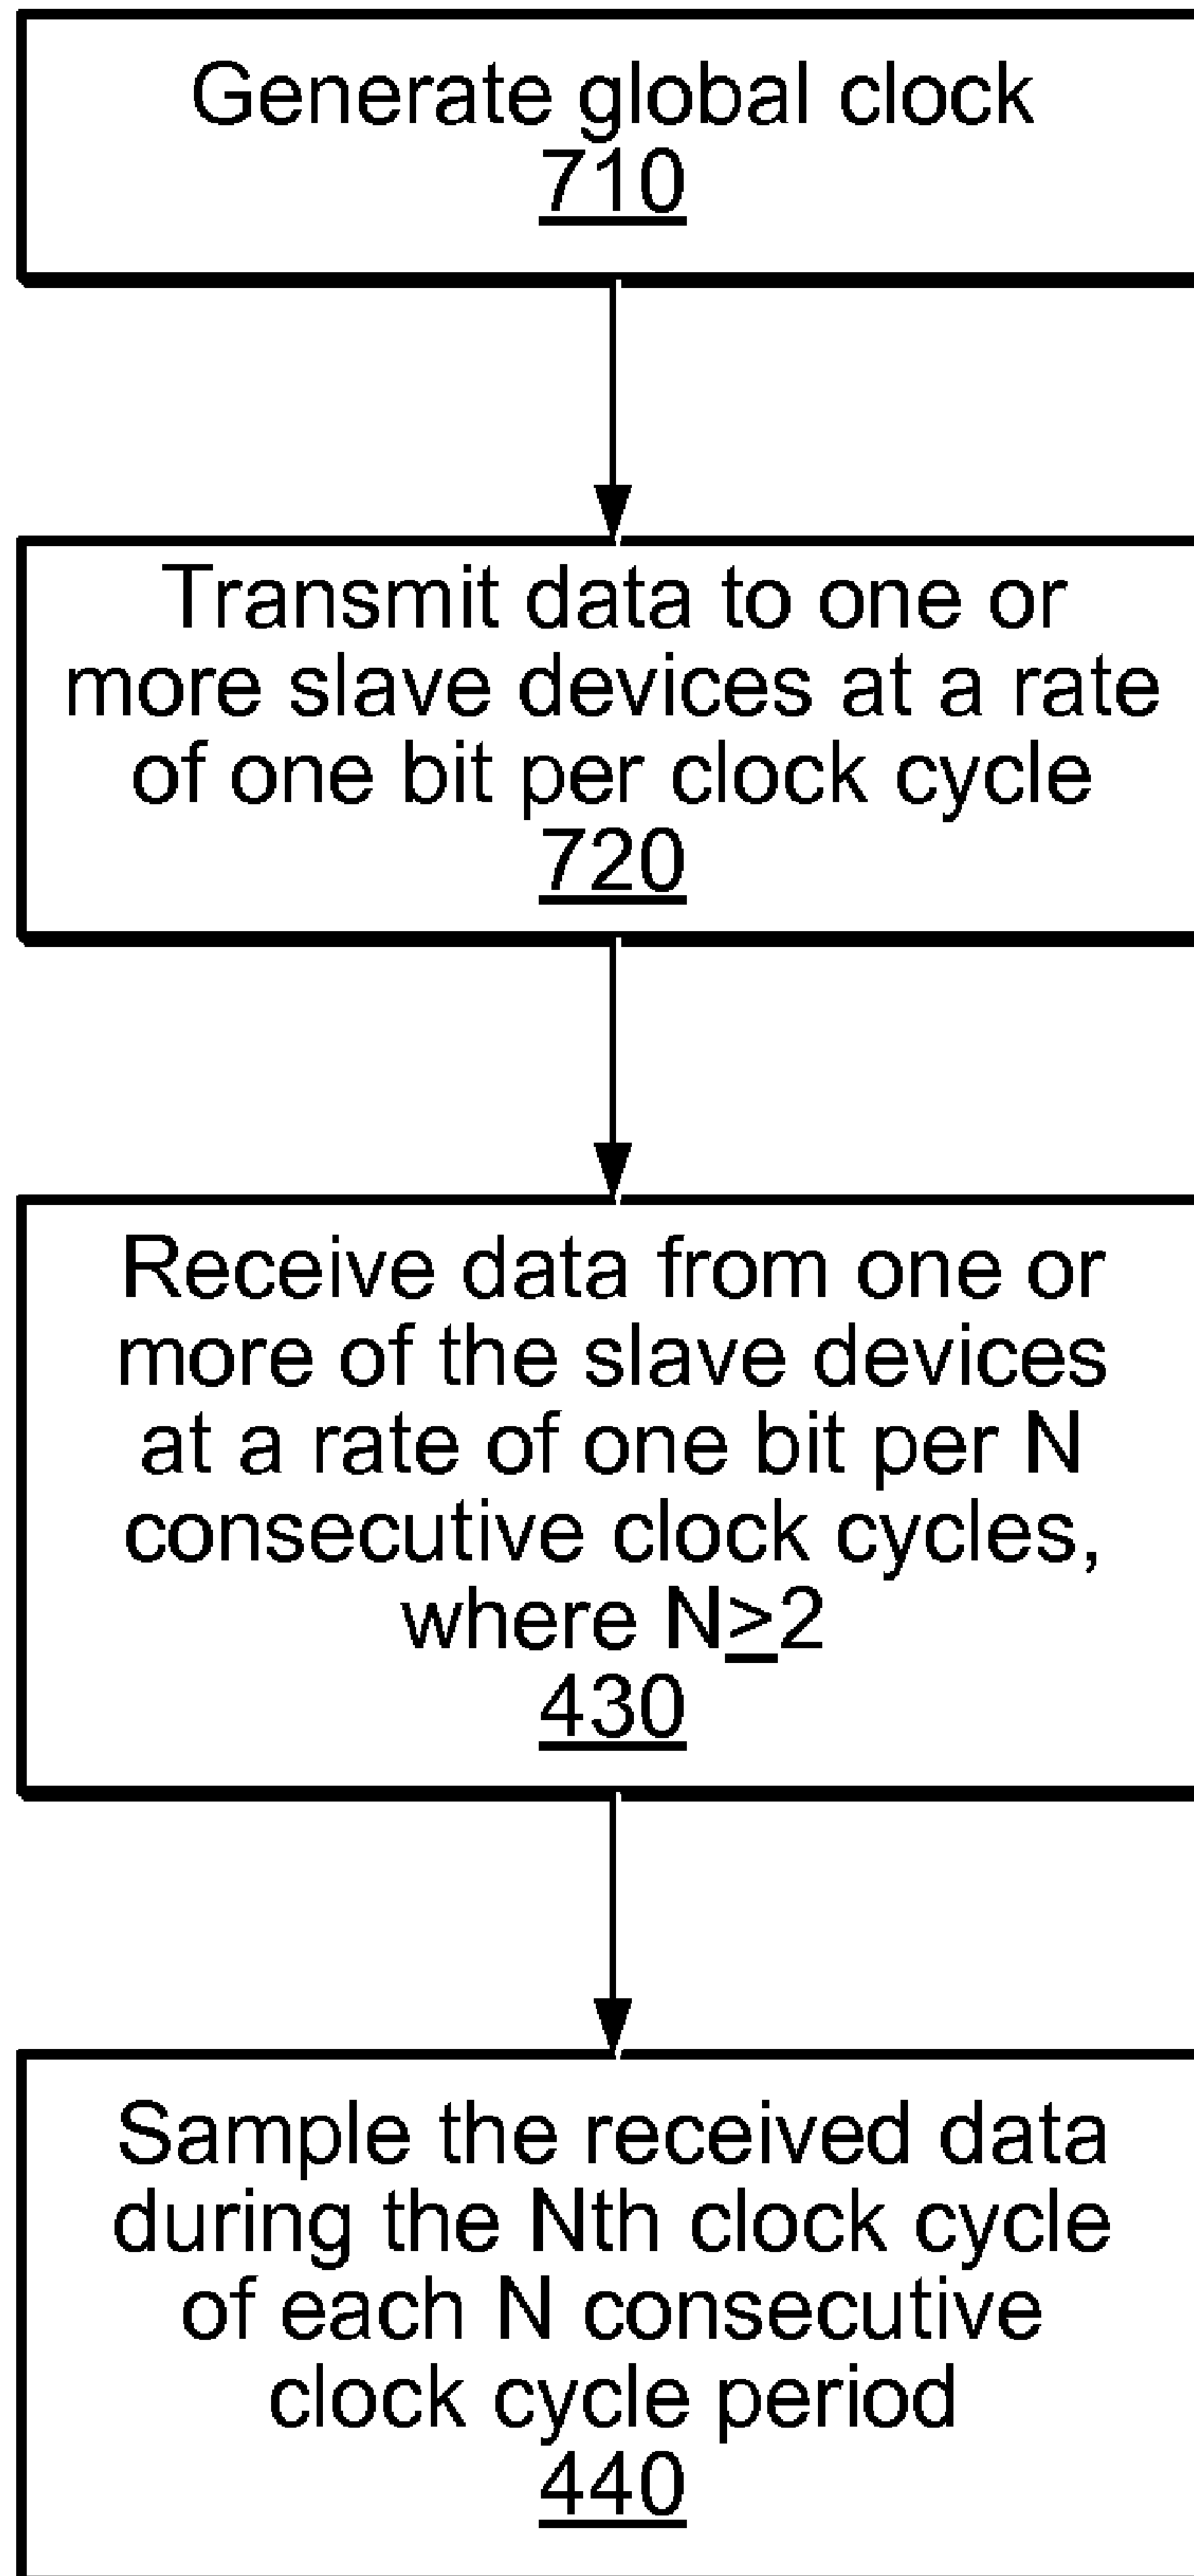 Generate global clock
710
Transmit data to one or
more slave devices at a rate
of one bit per clock cycle
720
Receive data from one or
more of the slave devices
at a rate of one bit per N
consecutive clock cycles,
where N≥2
430
Sample the received data
during the Nth clock cycle
of each N consecutive
clock cycle period
440